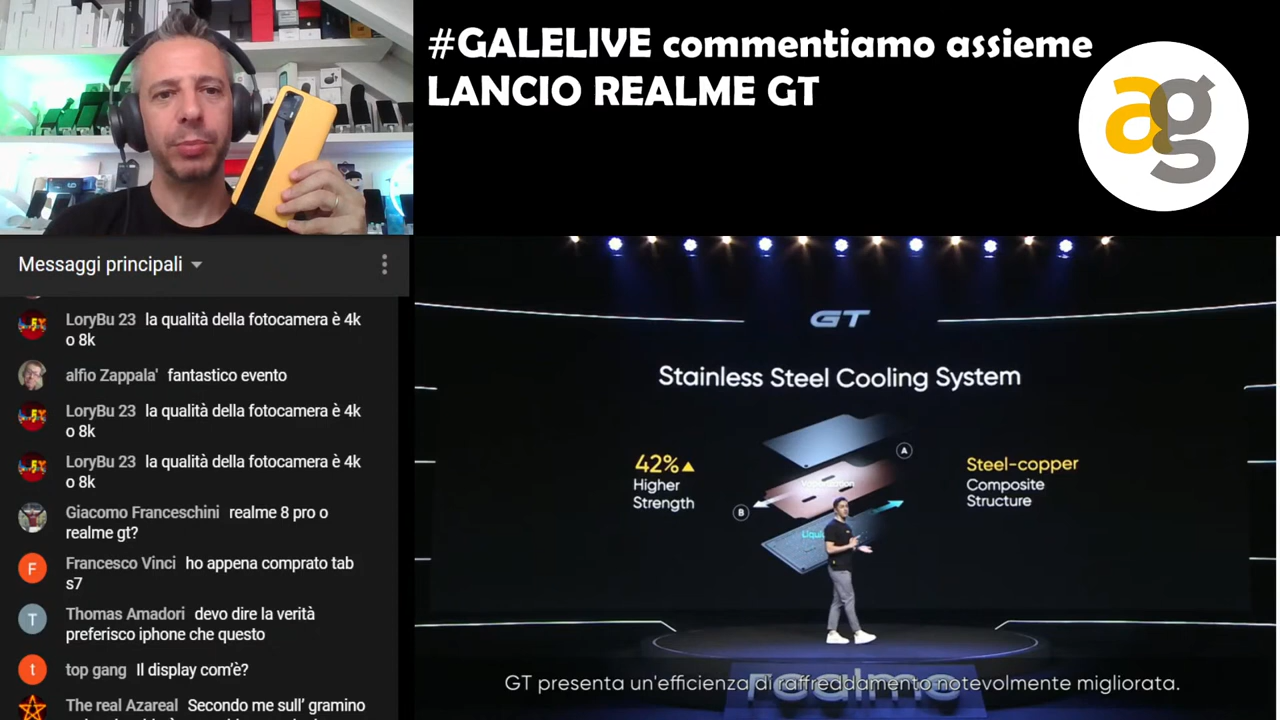 #GALELIVE commentiamo assieme
LANCIO REALME GT
ag
Messaggi principali
LoryBu 23 la qualità della fotocamera è 4k
o 8k
alfio Zappala' fantastico evento
LoryBu 23 la qualità della fotocamera è 4k
o 8k
LoryBu 23 la qualità della fotocamera è 4k
o 8k
Giacomo Franceschini realme 8 pro o
realme gt?
F
Francesco Vinci ho appena comprato tab
s7
T
Thomas Amadori devo dire la verità
preferisco iphone che questo
t
top gang Il display com'è?
The real Azareal Secondo me sull' gramino
GT
Stainless Steel Cooling System
42%
Higher
Strength
A
B
Steel-copper
Composite
Structure
realme
GT presenta un'efficienza di raffreddamento notevolmente migliorata.